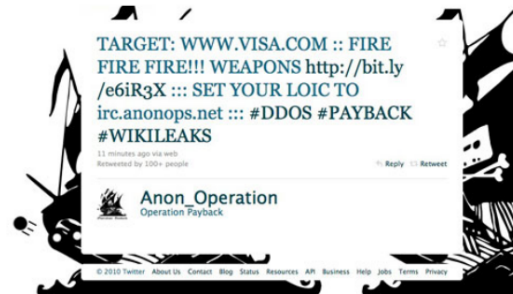 TARGET: WWW.VISA.COM :: FIRE
FIRE FIRE!!! WEAPONS http://bit.ly
/e6iR3X ::: SET YOUR LOIC TO
irc.anonops.net ::: #DDOS #PAYBACK
#WIKILEAKS
11 minutes ago via web
Retweeted by 100+ people
Reply Retweet
Anon_Operation
Operation Payback
© 2010 Twitter About Us Contact Blog Status Resources API Business Help Jobs Terms Privacy